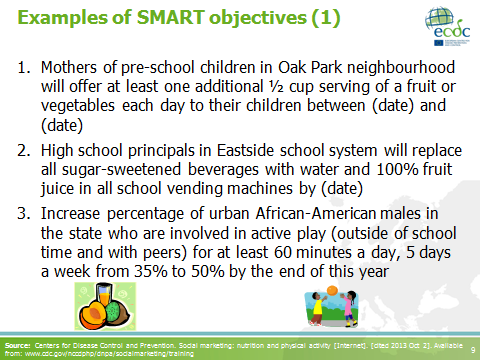 Examples of SMART objectives (1)
ecdc
1. Mothers of pre-school children in Oak Park neighbourhood
will offer at least one additional ½ cup serving of a fruit or
vegetables each day to their children between (date) and
(date)
2. High school principals in Eastside school system will replace
all sugar-sweetened beverages with water and 100% fruit
juice in all school vending machines by (date)
3. Increase percentage of urban African-American males in
the state who are involved in active play (outside of school
time and with peers) for at least 60 minutes a day, 5 days
a week from 35% to 50% by the end of this year
Source: Centers for Disease Control and Prevention. Social marketing: nutrition and physical activity [Internet]. [cited 2013 Oct 2]. Available
from: www.cdc.gov/nccdphp/dnpa/socialmarketing/training
9